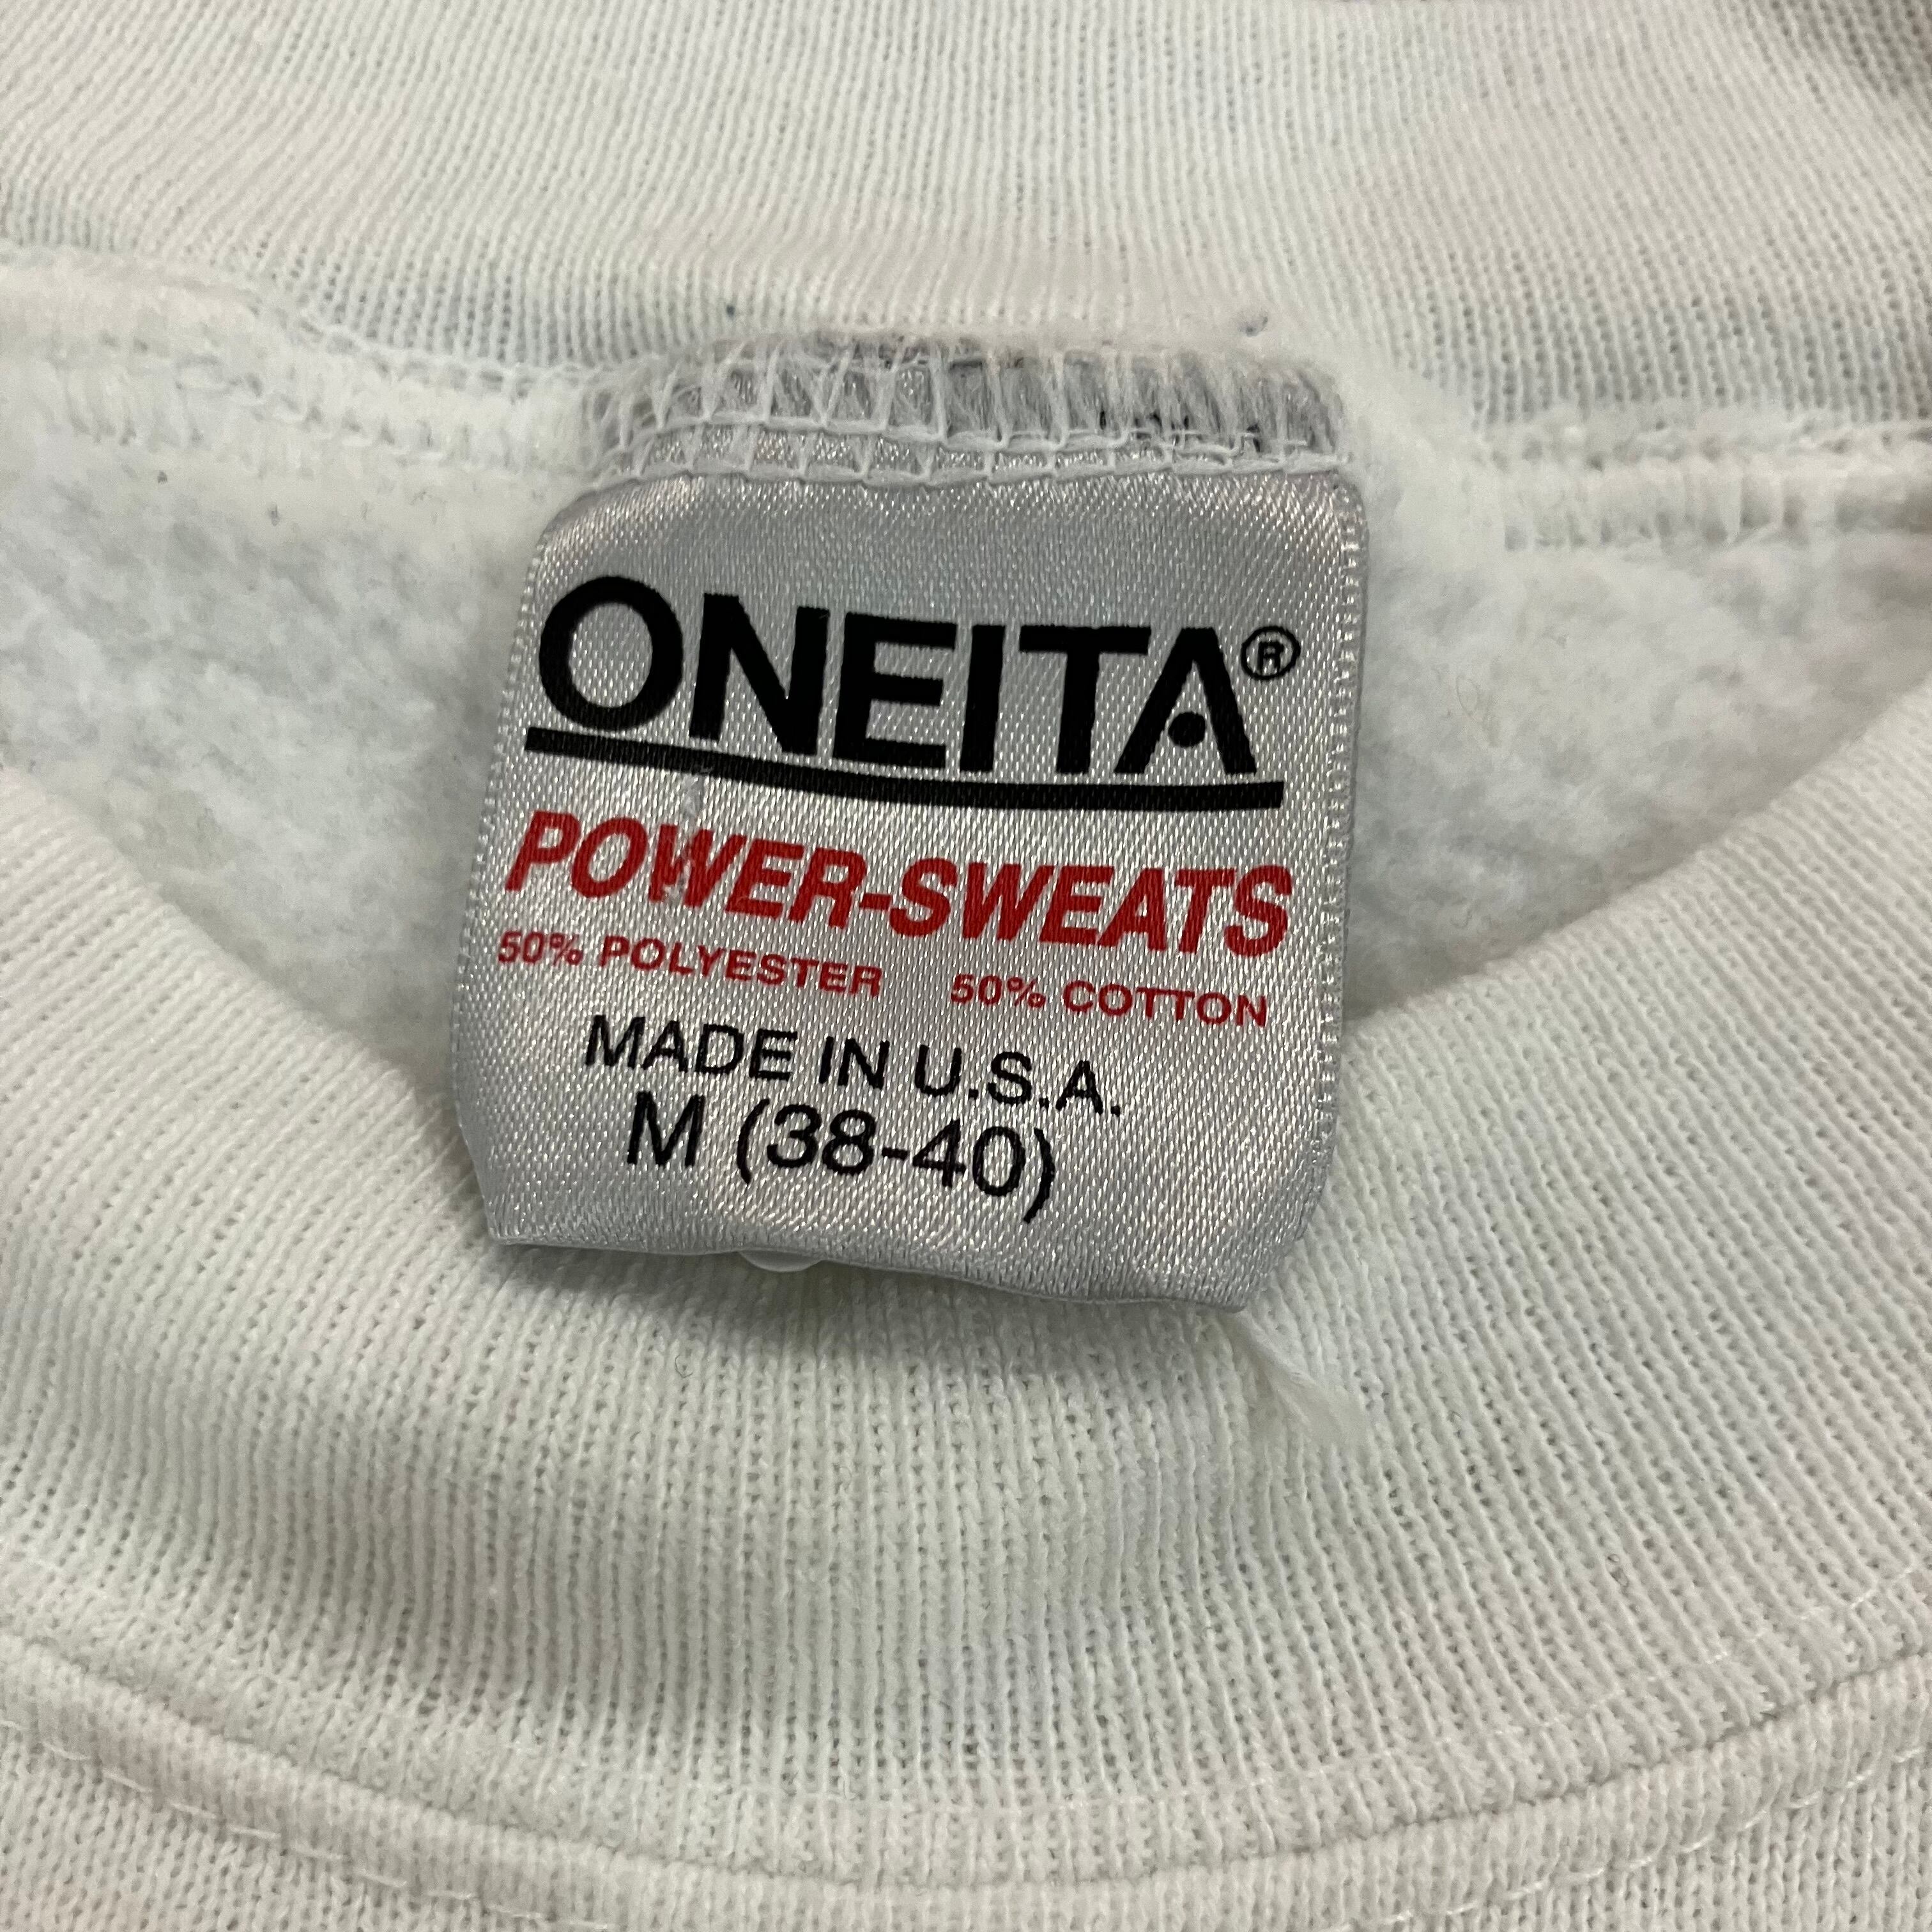 ONEITA®
POWER-SWEATS
50% POLYESTER 50% COTTON
MADE IN U.S.A.
M (38-40)